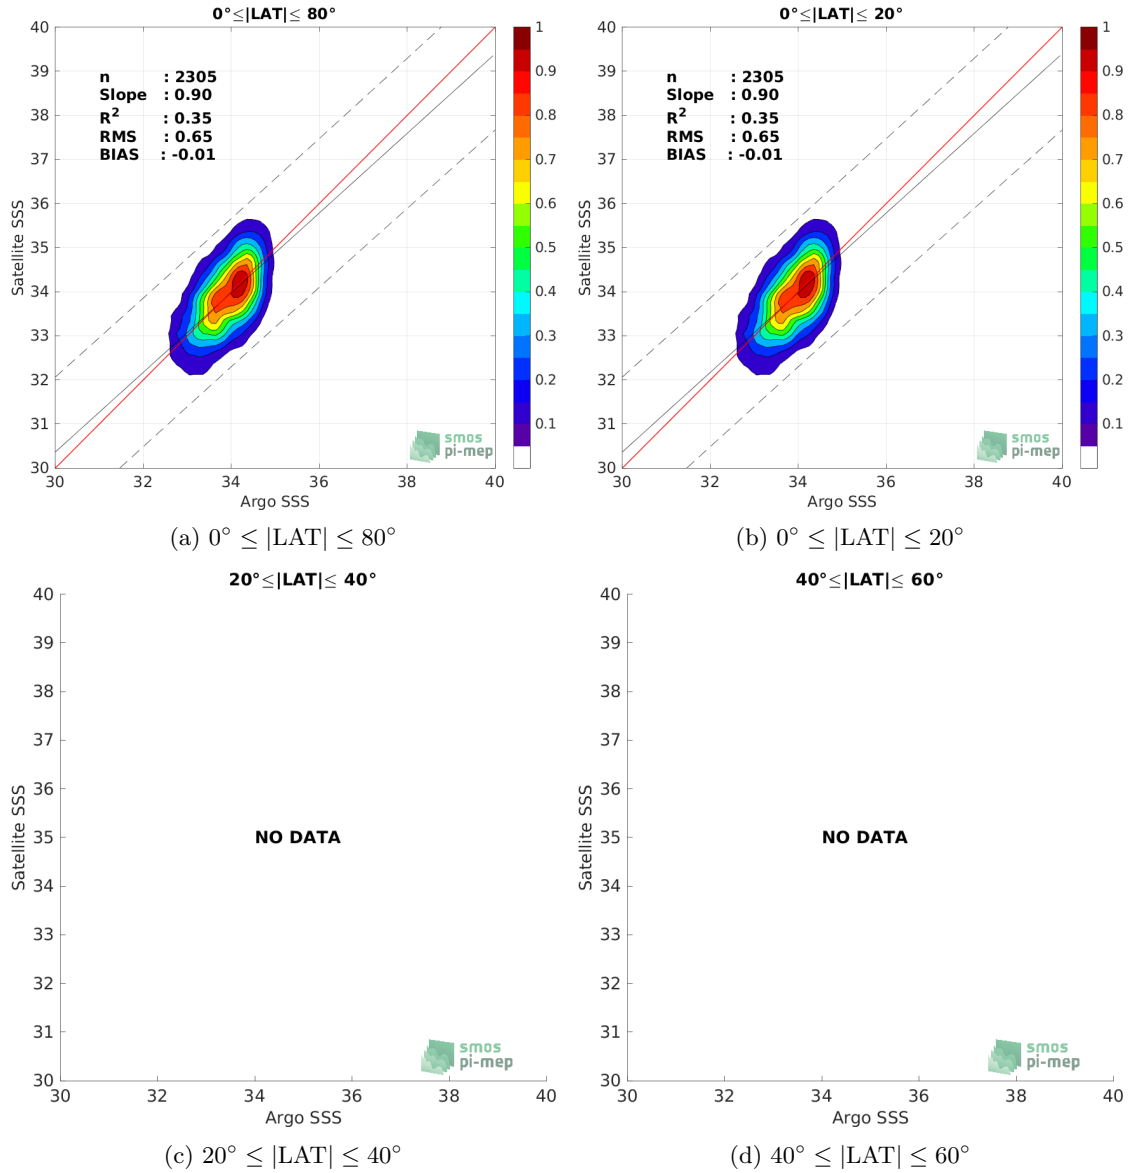 0°≤|LAT|≤ 80°
40
39
38
37
36
35
34
33
32
31
30
Satellite SSS
n : 2305
Slope : 0.90
R² : 0.35
RMS : 0.65
BIAS : -0.01
smos
pi-mep
30 32 34 36 38 40
Argo SSS
1
0.9
0.8
0.7
0.6
0.5
0.4
0.3
0.2
0.1
(a) 0° ≤ |LAT| ≤ 80°
0°≤|LAT|≤ 20°
40
39
38
37
36
35
34
33
32
31
30
Satellite SSS
n : 2305
Slope : 0.90
R² : 0.35
RMS : 0.65
BIAS : -0.01
smos
pi-mep
30 32 34 36 38 40
Argo SSS
1
0.9
0.8
0.7
0.6
0.5
0.4
0.3
0.2
0.1
(b) 0° ≤ |LAT| ≤ 20°
20°≤|LAT|≤ 40°
40
39
38
37
36
35
34
33
32
31
30
Satellite SSS
NO DATA
smos
pi-mep
30 32 34 36 38 40
Argo SSS
(c) 20° ≤ |LAT| ≤ 40°
40°≤|LAT|≤ 60°
40
39
38
37
36
35
34
33
32
31
30
Satellite SSS
NO DATA
smos
pi-mep
30 32 34 36 38 40
Argo SSS
(d) 40° ≤ |LAT| ≤ 60°